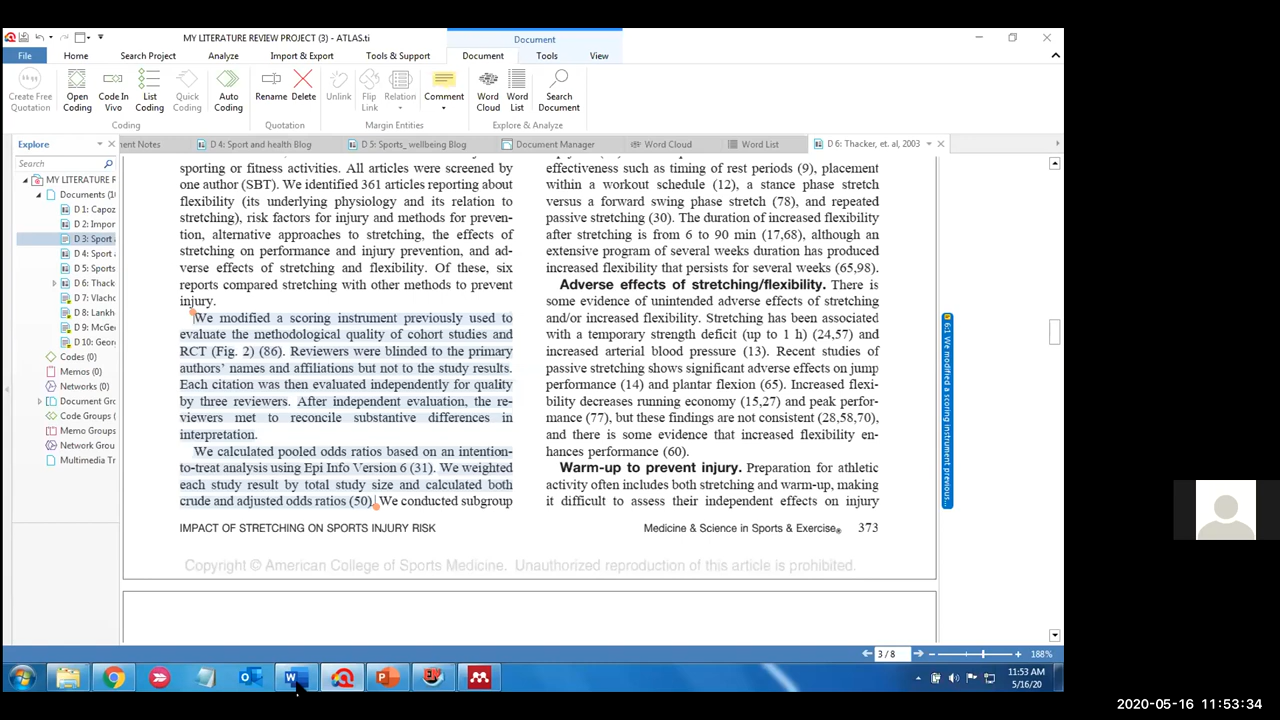 MY LITERATURE REVIEW PROJECT (3) - ATLAS.ti
Document
File Home Search Project Analyze Import & Export Tools & Support Document Tools View
Create Free Quotation
Open Coding
Code In Vivo
List Coding
Quick Coding
Auto Coding
Rename
Delete
Unlink
Flip Link
Relation
Comment
Word Cloud
Word List
Search Document
Coding
Quotation
Margin Entities
Explore & Analyze
Explore
ment Notes
D 4: Sport and health Blog
D 5: Sports_ wellbeing Blog
Document Manager
Word Cloud
Word List
D 6: Thacker, et. al, 2003
Search
MY LITERATURE R
Documents (1
D 1: Capoz
D 2: Impor
D 3: Sport
D 4: Sport
D 5: Sports
D 6: Thack
D 7: Vlacho
D 8: Lankh
D 9: McGe
D 10: Geor
Codes (0)
Memos (0)
Networks (0)
Document Gr
Code Groups
Memo Groups
Network Group
Multimedia Tr
sporting or fitness activities. All articles were screened by
one author (SBT). We identified 361 articles reporting about
flexibility (its underlying physiology and its relation to
stretching), risk factors for injury and methods for preven-
tion, alternative approaches to stretching, the effects of
stretching on performance and injury prevention, and ad-
verse effects of stretching and flexibility. Of these, six
reports compared stretching with other methods to prevent
injury.
We modified a scoring instrument previously used to
evaluate the methodological quality of cohort studies and
RCT (Fig. 2) (86). Reviewers were blinded to the primary
authors' names and affiliations but not to the study results.
Each citation was then evaluated independently for quality
by three reviewers. After independent evaluation, the re-
viewers met to reconcile substantive differences in
interpretation.
We calculated pooled odds ratios based on an intention-
to-treat analysis using Epi Info Version 6 (31). We weighted
each study result by total study size and calculated both
crude and adjusted odds ratios (50). We conducted subgroup
effectiveness such as timing of rest periods (9), placement
within a workout schedule (12), a stance phase stretch
versus a forward swing phase stretch (78), and repeated
passive stretching (30). The duration of increased flexibility
after stretching is from 6 to 90 min (17,68), although an
extensive program of several weeks duration has produced
increased flexibility that persists for several weeks (65,98).
Adverse effects of stretching/flexibility. There is
some evidence of unintended adverse effects of stretching
and/or increased flexibility. Stretching has been associated
with a temporary strength deficit (up to 1 h) (24,57) and
increased arterial blood pressure (13). Recent studies of
passive stretching shows significant adverse effects on jump
performance (14) and plantar flexion (65). Increased flexi-
bility decreases running economy (15,27) and peak perfor-
mance (77), but these findings are not consistent (28,58,70),
and there is some evidence that increased flexibility en-
hances performance (60).
Warm-up to prevent injury. Preparation for athletic
activity often includes both stretching and warm-up, making
it difficult to assess their independent effects on injury
IMPACT OF STRETCHING ON SPORTS INJURY RISK
Medicine & Science in Sports & Exercise® 373
Copyright © American College of Sports Medicine. Unauthorized reproduction of this article is prohibited.
6:1 We modified a scoring instrument previous...
3 / 8
188%
11:53 AM
5/16/20
2020-05-16 11:53:34